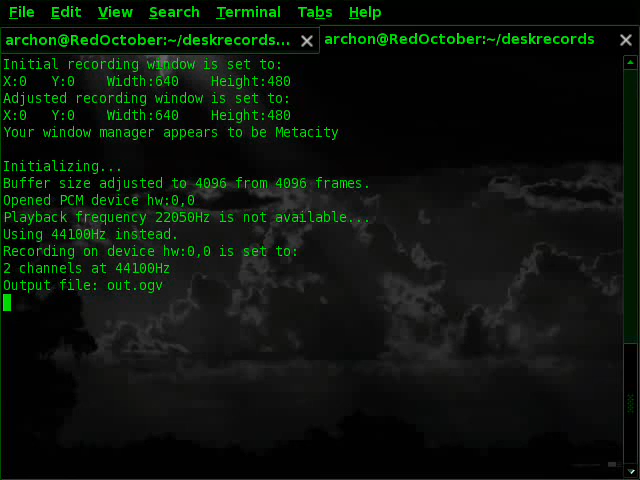 File Edit View Search Terminal Tabs Help
archon@RedOctober:~/deskrecords... archon@RedOctober:~/deskrecords
Initial recording window is set to:
X:0   Y:0    Width:640    Height:480
Adjusted recording window is set to:
X:0   Y:0    Width:640    Height:480
Your window manager appears to be Metacity
Initializing...
Buffer size adjusted to 4096 from 4096 frames.
Opened PCM device hw:0,0
Playback frequency 22050Hz is not available...
Using 44100Hz instead.
Recording on device hw:0,0 is set to:
2 channels at 44100Hz
Output file: out.ogv